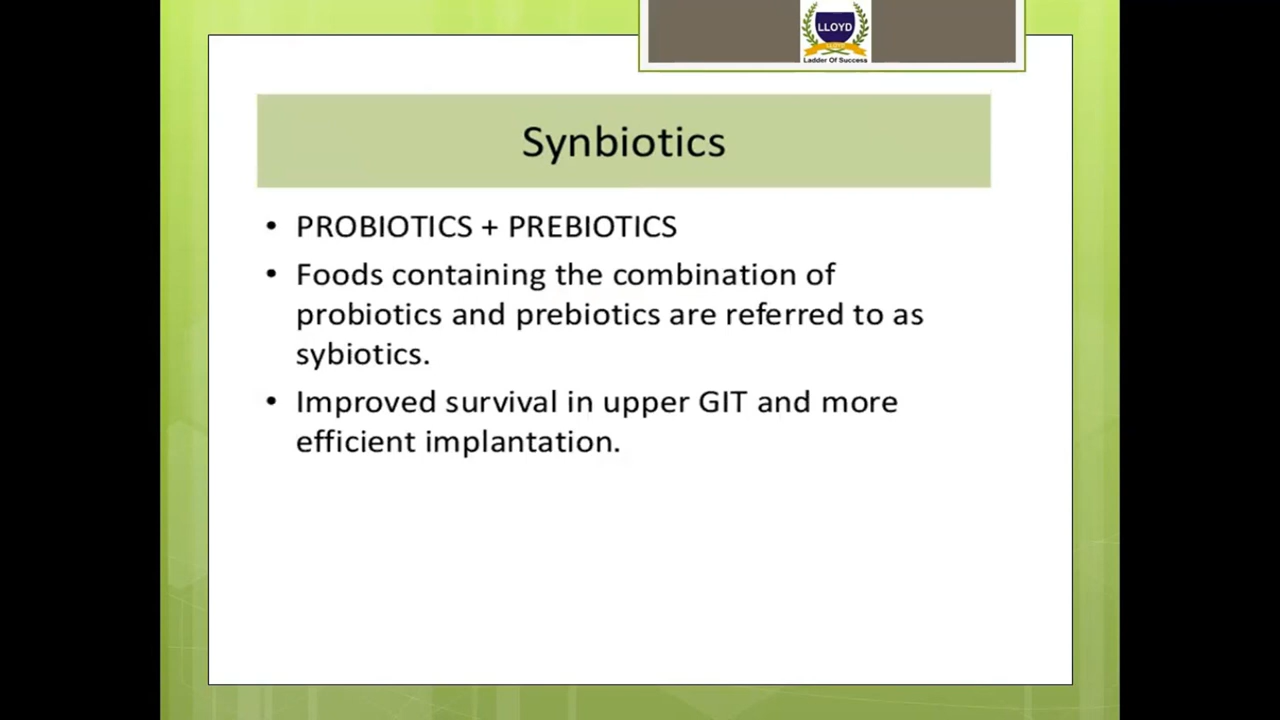 LLOYD
Ladder Of Success
Synbiotics
• PROBIOTICS + PREBIOTICS
• Foods containing the combination of
probiotics and prebiotics are referred to as
sybiotics.
• Improved survival in upper GIT and more
efficient implantation.